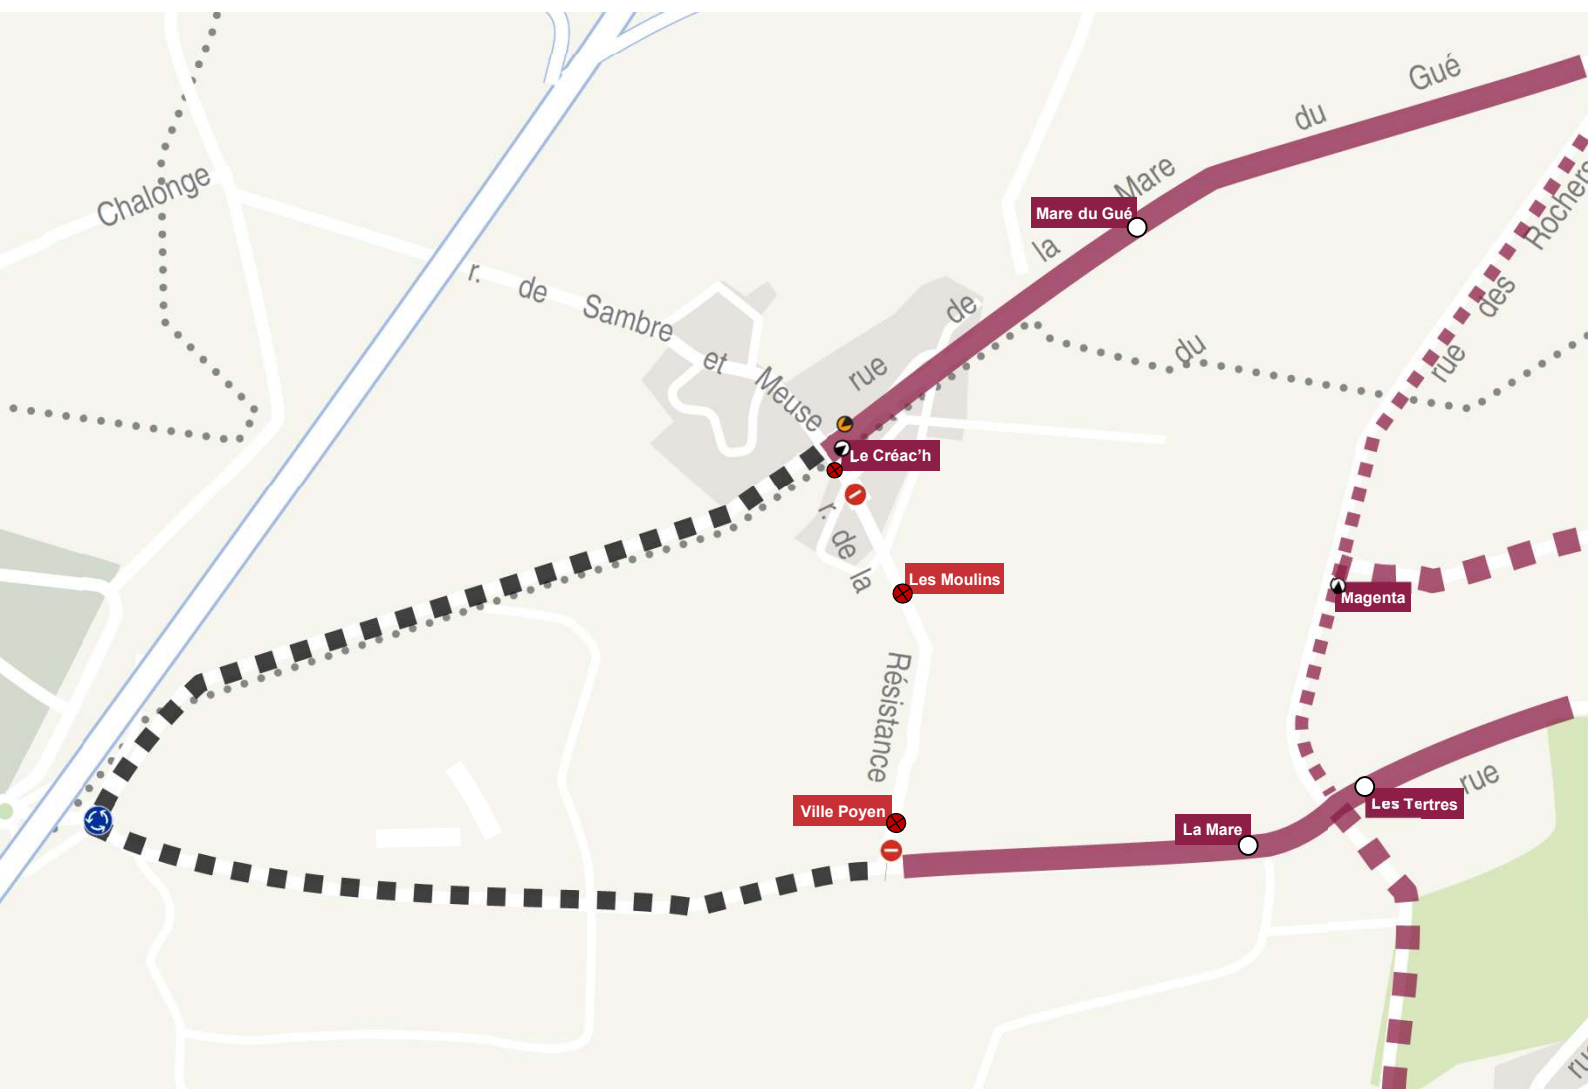 Gué
du
Mare
la
de
rue
Chalonge
r. de Sambre et Meuse
Mare du Gué
rue des Rochers
du
Le Créac'h
r. de la Résistance
Les Moulins
Magenta
Ville Poyen
La Mare
Les Tertres
rue